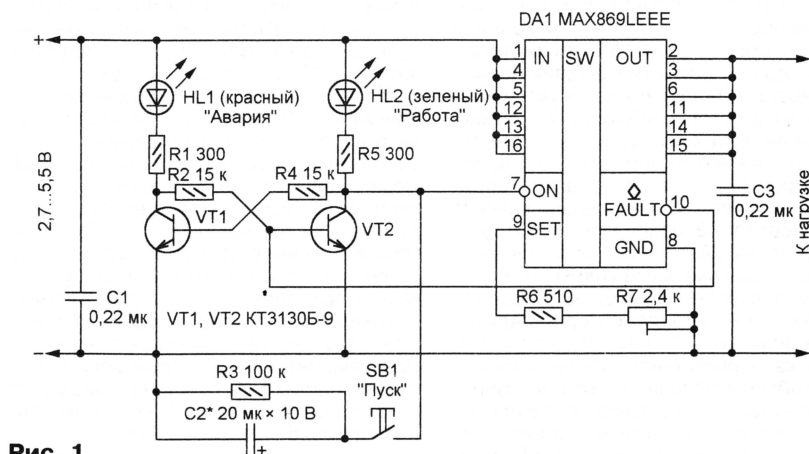 DA1 MAX869LEEE
+
1
IN
SW
OUT
2
4
3
5
6
12
11
13
14
16
15
HL1 (красный)
"Авария"
HL2 (зеленый)
"Работа"
R1 300
R5 300
R2 15 к
R4 15 к
2,7...5,5 В
VT1
VT2
7
ON
FAULT
10
9
SET
GND
8
C3
0,22 мк
К нагрузке
R6 510
R7 2,4 к
C1
0,22 мк
VT1, VT2 КТ3130Б-9
–
R3 100 к
SB1
"Пуск"
C2* 20 мк × 10 В
+
Рис. 1